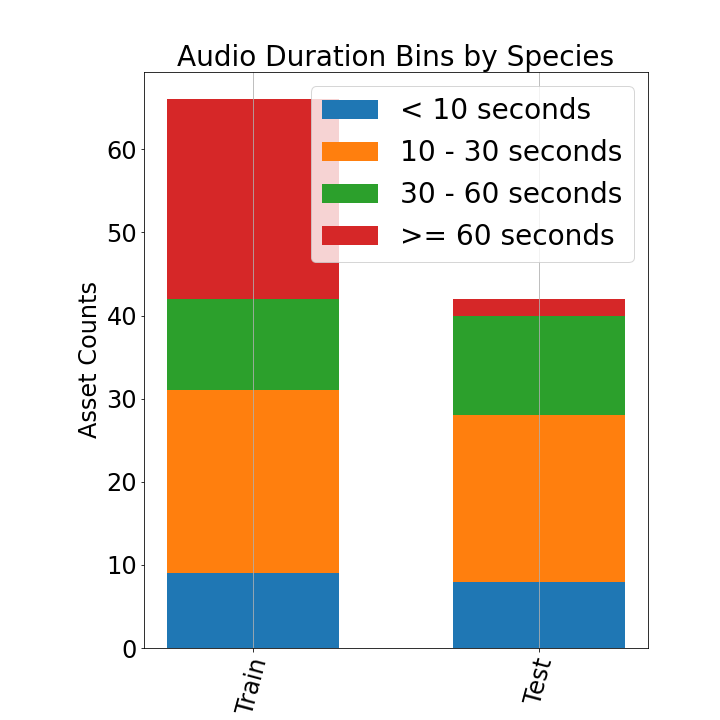 Audio Duration Bins by Species
< 10 seconds
10 - 30 seconds
30 - 60 seconds
>= 60 seconds
Asset Counts
60
50
40
30
20
10
0
Train
Test